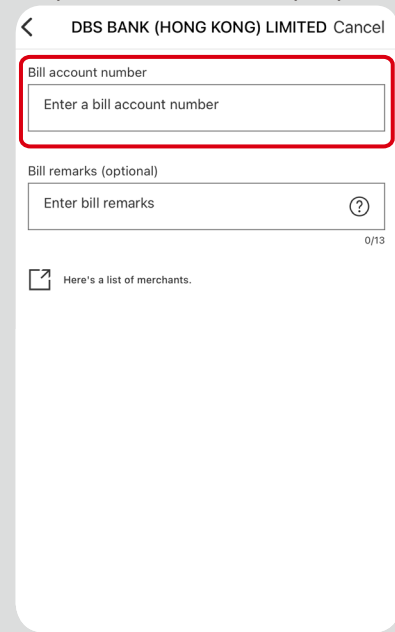 DBS BANK (HONG KONG) LIMITED Cancel
Bill account number
Enter a bill account number
Bill remarks (optional)
Enter bill remarks
0/13
Here's a list of merchants.